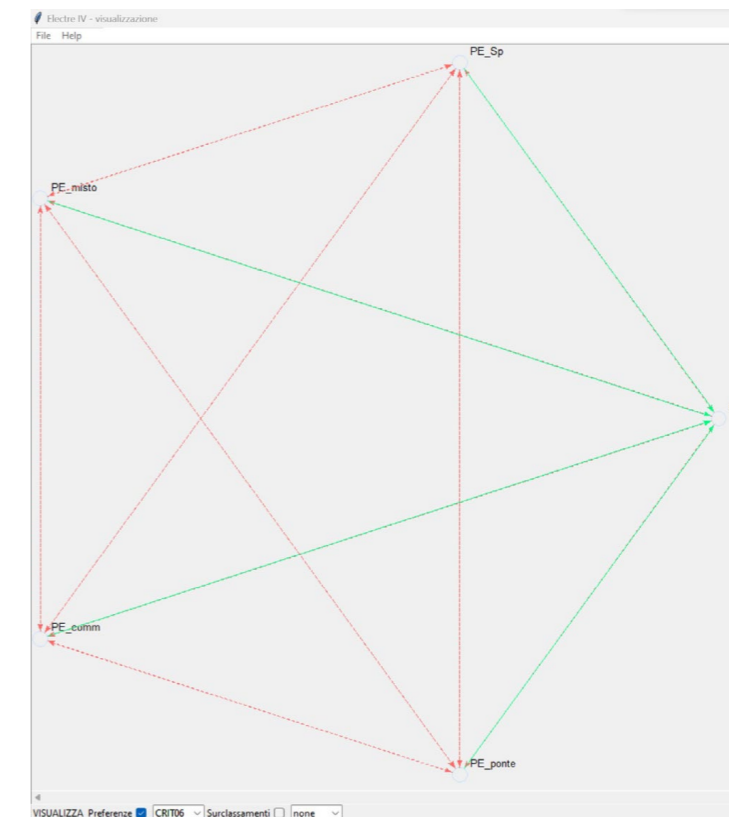 Electre IV - visualizzazione
File Help
PE_Sp
PE_misto
PE_comm
PE_ponte
VISUALIZZA Preferenze CRIT06 Surclassamenti none